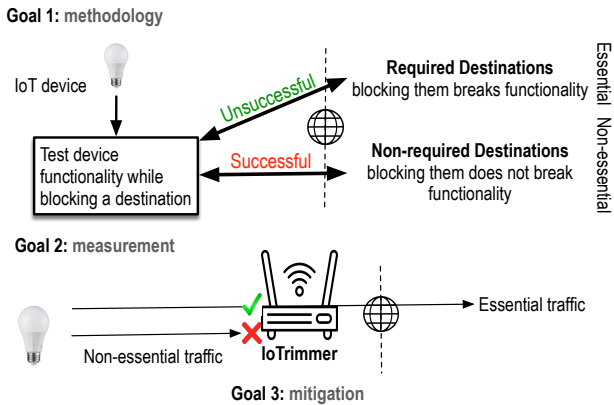 Goal 1: methodology
IoT device
Unsuccessful
Required Destinations
blocking them breaks functionality
Essential
Test device
functionality while
blocking a destination
Successful
Non-required Destinations
blocking them does not break
functionality
Non-essential
Goal 2: measurement
Essential traffic
Non-essential traffic
IoTrimmer
Goal 3: mitigation